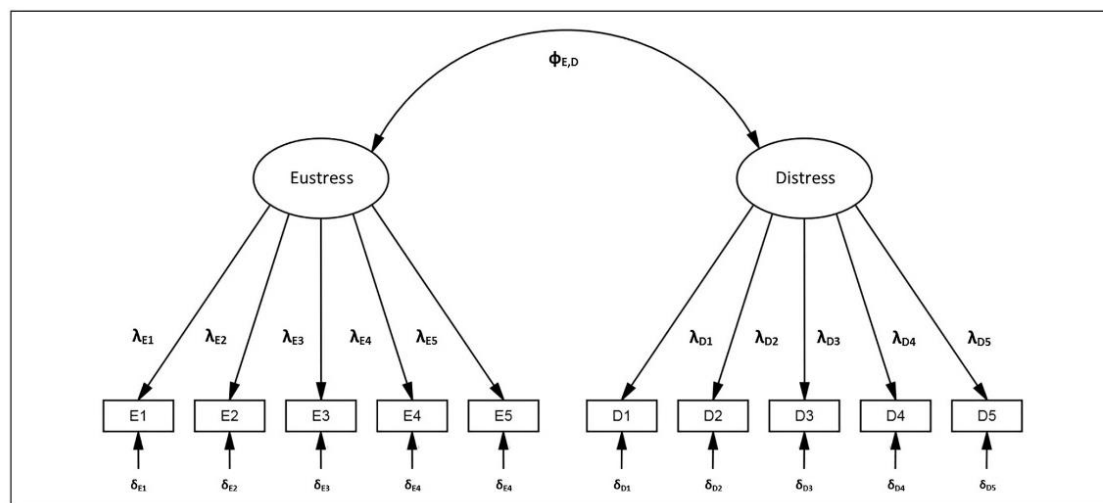 ϕE,D
Eustress Distress
λE1 λE2 λE3 λE4 λE5 λD1 λD2 λD3 λD4 λD5
E1 E2 E3 E4 E5 D1 D2 D3 D4 D5
δE1 δE2 δE3 δE4 δE4 δD1 δD2 δD3 δD4 δD5